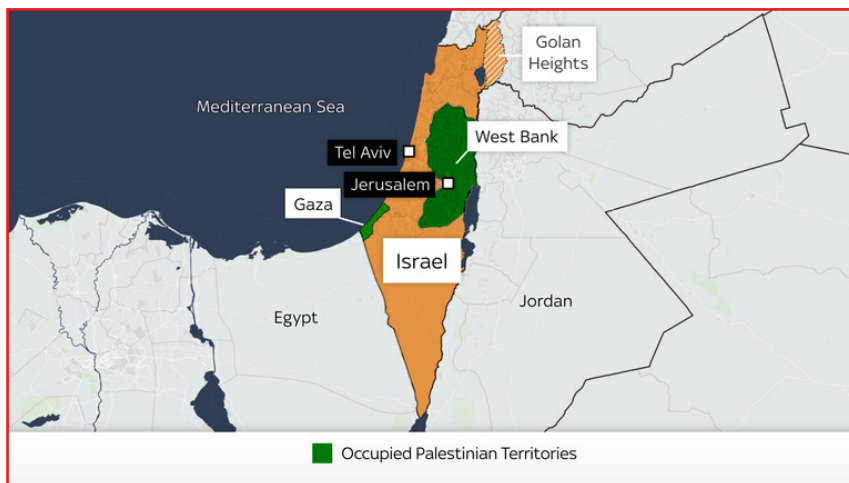 Golan
Heights
Mediterranean Sea
West Bank
Tel Aviv
Jerusalem
Gaza
Israel
Jordan
Egypt
Occupied Palestinian Territories